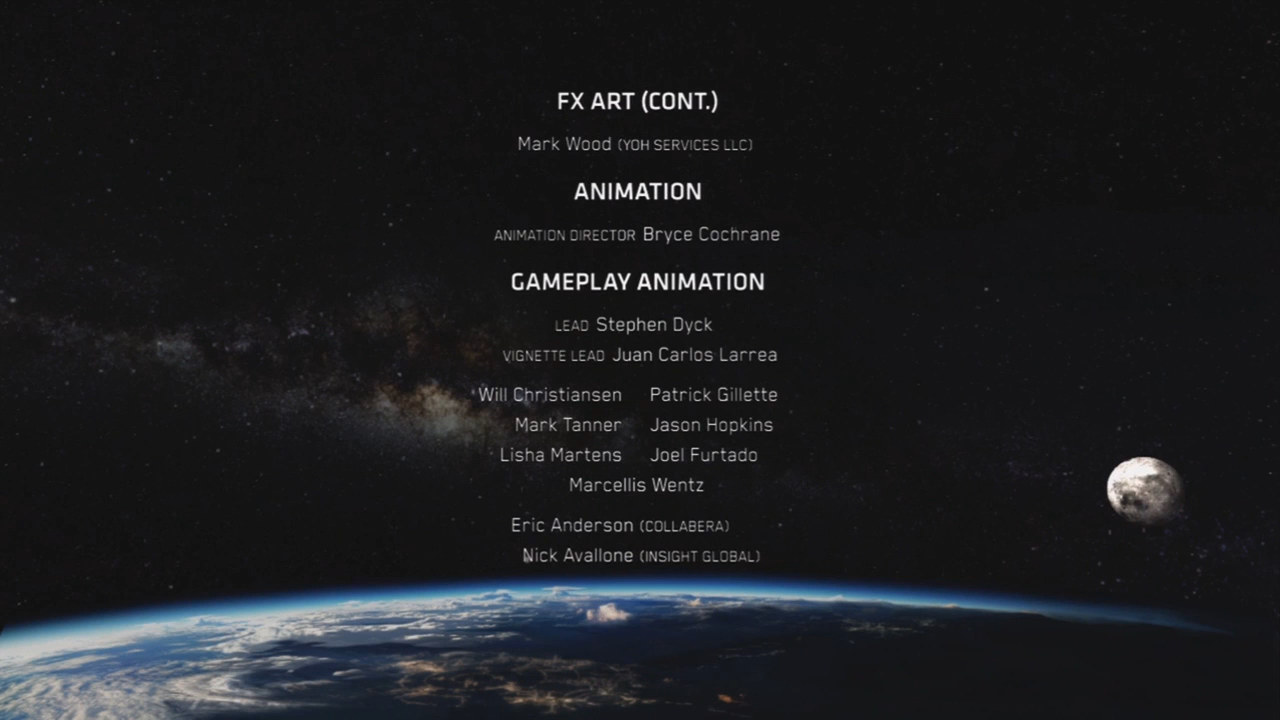 FX ART (CONT.)
Mark Wood (YOH SERVICES LLC)
ANIMATION
ANIMATION DIRECTOR Bryce Cochrane
GAMEPLAY ANIMATION
LEAD Stephen Dyck
VIGNETTE LEAD Juan Carlos Larrea
Will Christiansen Patrick Gillette
Mark Tanner Jason Hopkins
Lisha Martens Joel Furtado
Marcellis Wentz
Eric Anderson (COLLABERA)
Nick Avallone (INSIGHT GLOBAL)